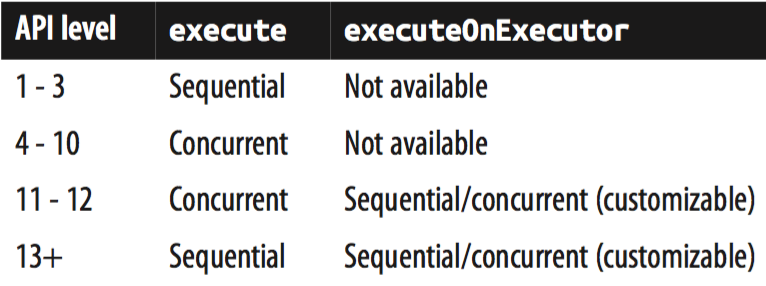 API level execute executeOnExecutor
1 - 3 Sequential Not available
4 - 10 Concurrent Not available
11 - 12 Concurrent Sequential/concurrent (customizable)
13+ Sequential Sequential/concurrent (customizable)